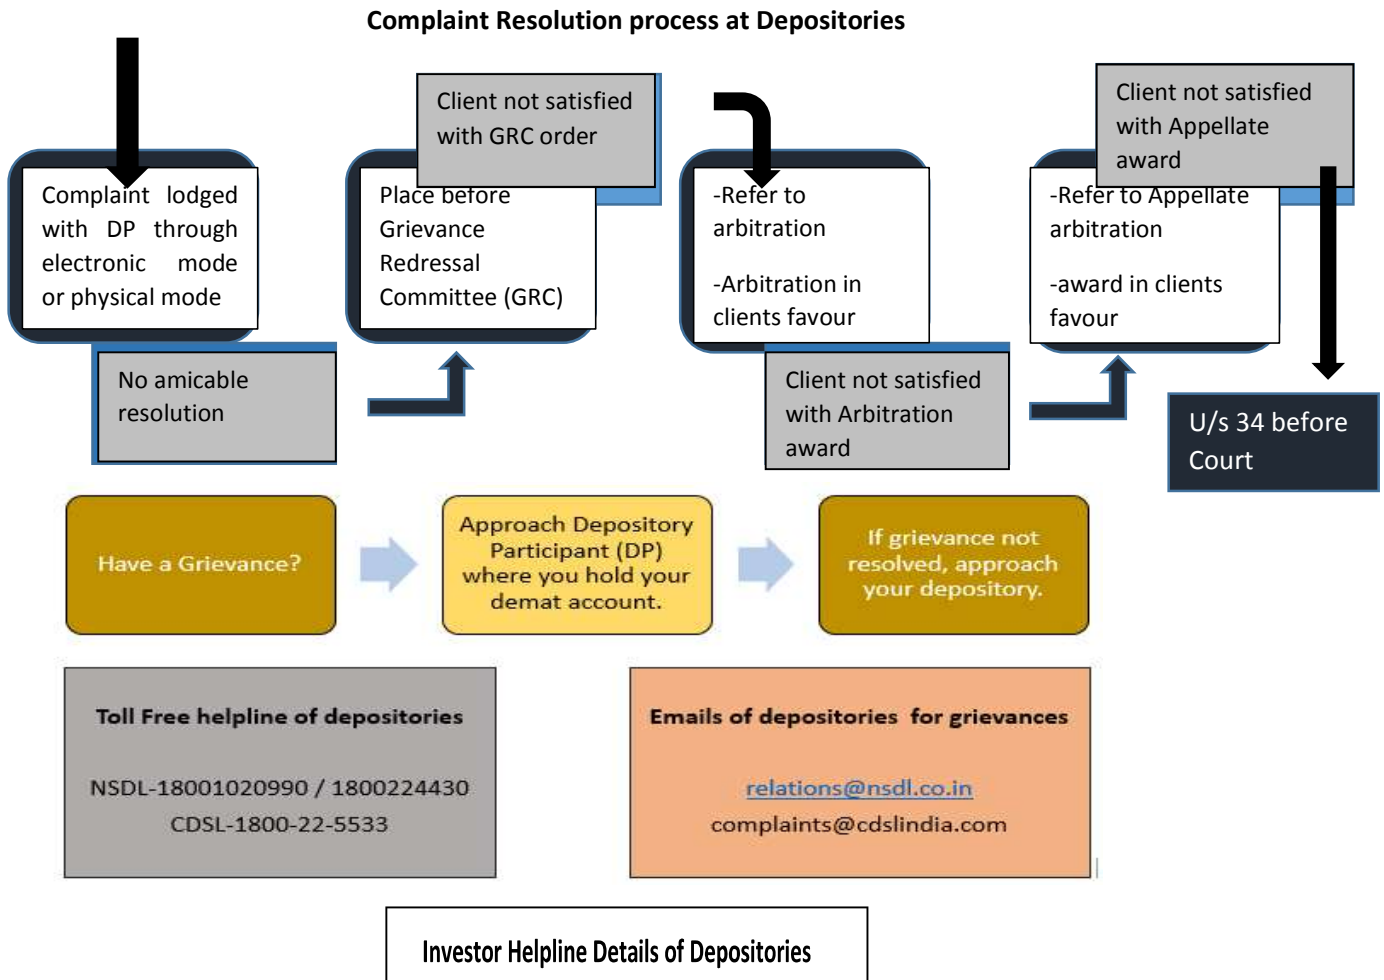 Complaint Resolution process at Depositories
Complaint lodged
with DP through
electronic mode
or physical mode
No amicable
resolution
Place before
Grievance
Redressal
Committee (GRC)
Client not satisfied
with GRC order
-Refer to
arbitration
-Arbitration in
clients favour
Client not satisfied
with Arbitration
award
-Refer to Appellate
arbitration
-award in clients
favour
Client not satisfied
with Appellate
award
U/s 34 before
Court
Have a Grievance?
Approach Depository
Participant (DP)
where you hold your
demat account.
If grievance not
resolved, approach
your depository.
Toll Free helpline of depositories
NSDL-18001020990 / 1800224430
CDSL-1800-22-5533
Emails of depositories for grievances
relations@nsdl.co.in
complaints@cdslindia.com
Investor Helpline Details of Depositories